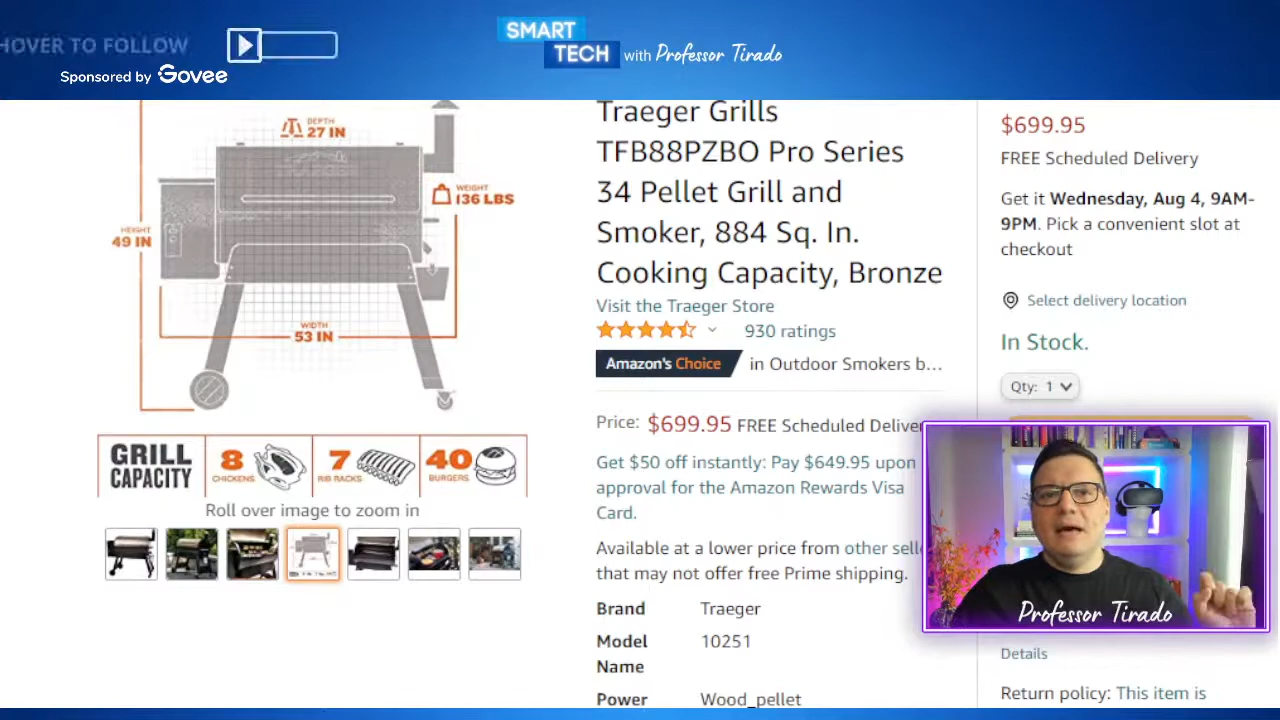 HOVER TO FOLLOW
Sponsored by Govee
SMART
TECH with Professor Tirado
DEPTH
27 IN
WEIGHT
136 LBS
HEIGHT
49 IN
WIDTH
53 IN
GRILL
CAPACITY
8
CHICKENS
7
RIB RACKS
40
BURGERS
Roll over image to zoom in
Traeger Grills
TFB88PZBO Pro Series
34 Pellet Grill and
Smoker, 884 Sq. In.
Cooking Capacity, Bronze
Visit the Traeger Store
930 ratings
Amazon's Choice in Outdoor Smokers b…
Price: $699.95 FREE Scheduled Deliver
Get $50 off instantly: Pay $649.95 upon
approval for the Amazon Rewards Visa
Card.
Available at a lower price from other selle
that may not offer free Prime shipping.
Brand Traeger
Model
Name 10251
Power Wood_pellet
$699.95
FREE Scheduled Delivery
Get it Wednesday, Aug 4, 9AM-
9PM. Pick a convenient slot at
checkout
Select delivery location
In Stock.
Qty: 1
Professor Tirado
Details
Return policy: This item is